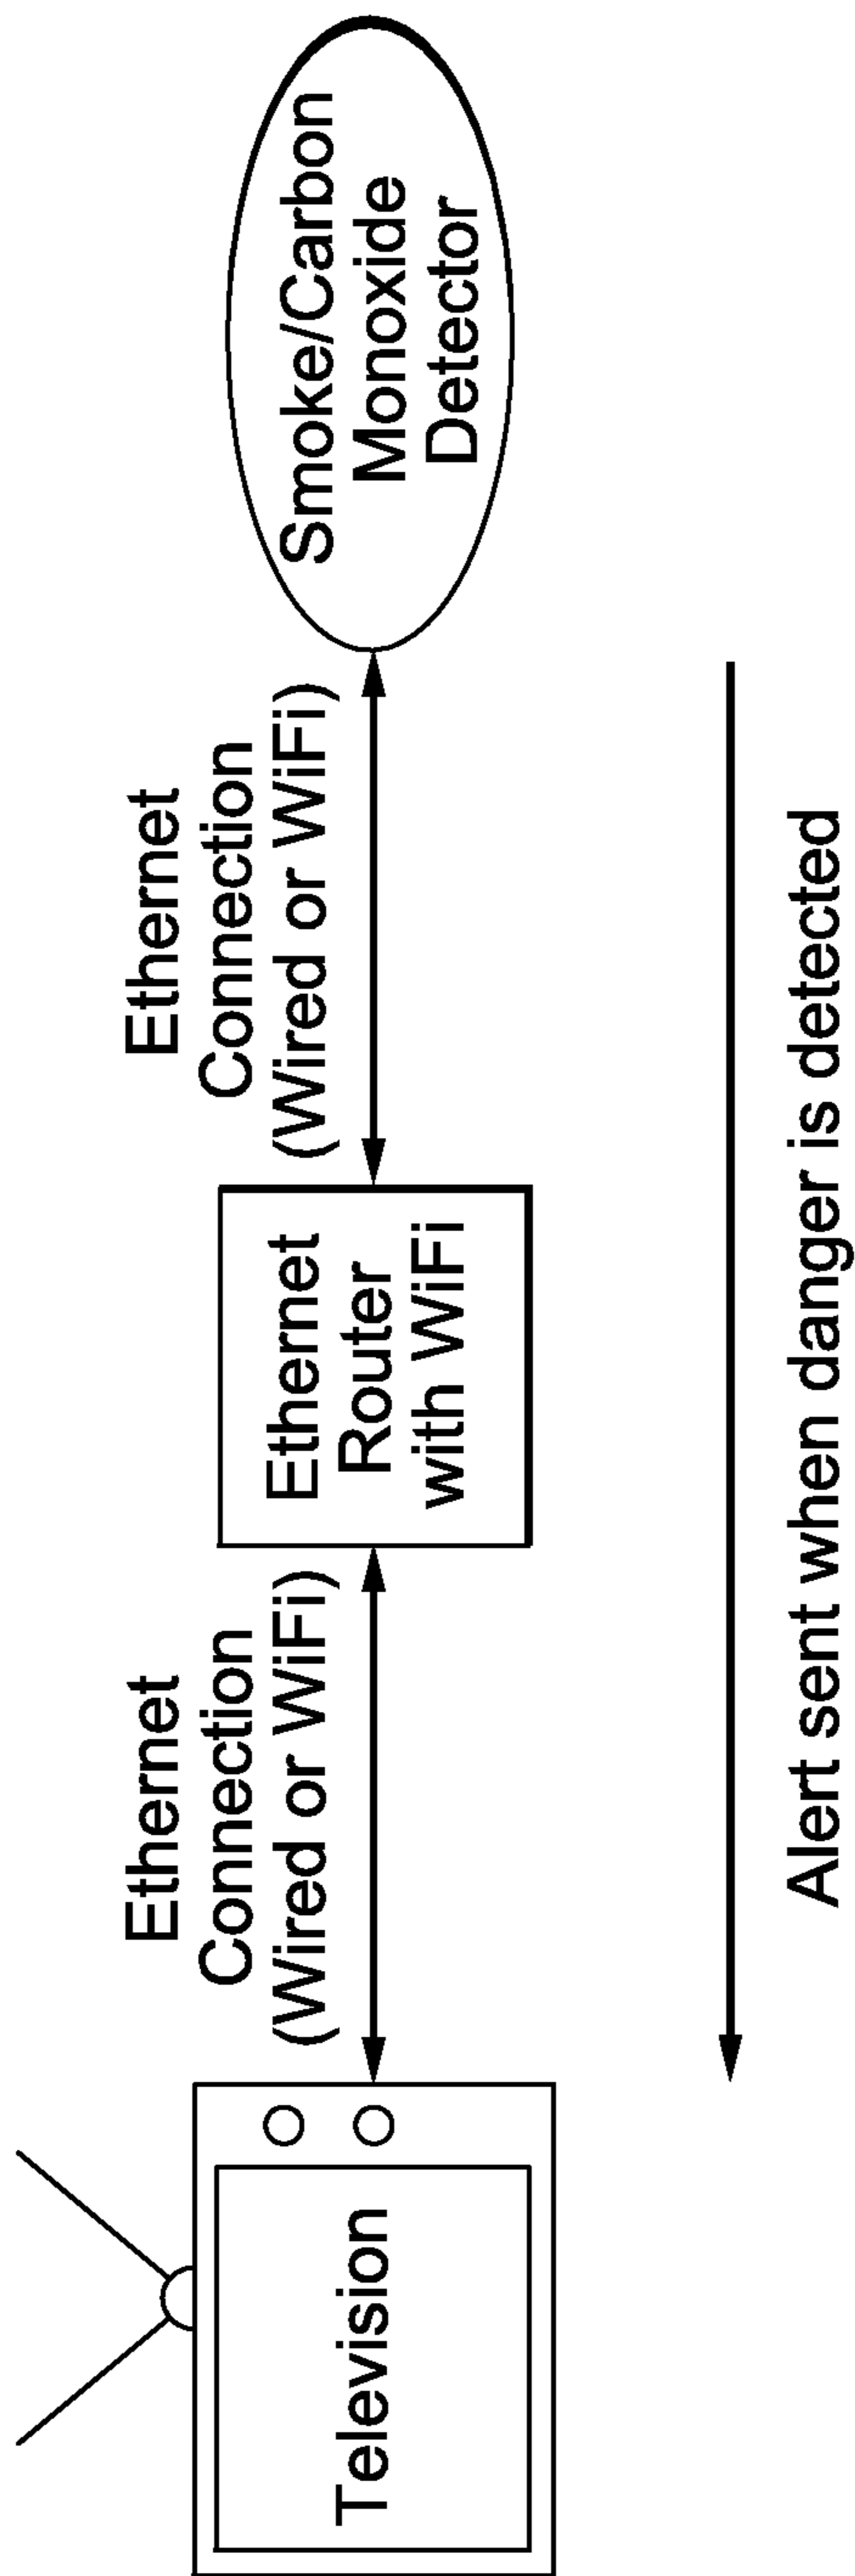 Television
Ethernet
Connection
(Wired or WiFi)
Ethernet
Router
with WiFi
Ethernet
Connection
(Wired or WiFi)
Smoke/Carbon
Monoxide
Detector
Alert sent when danger is detected